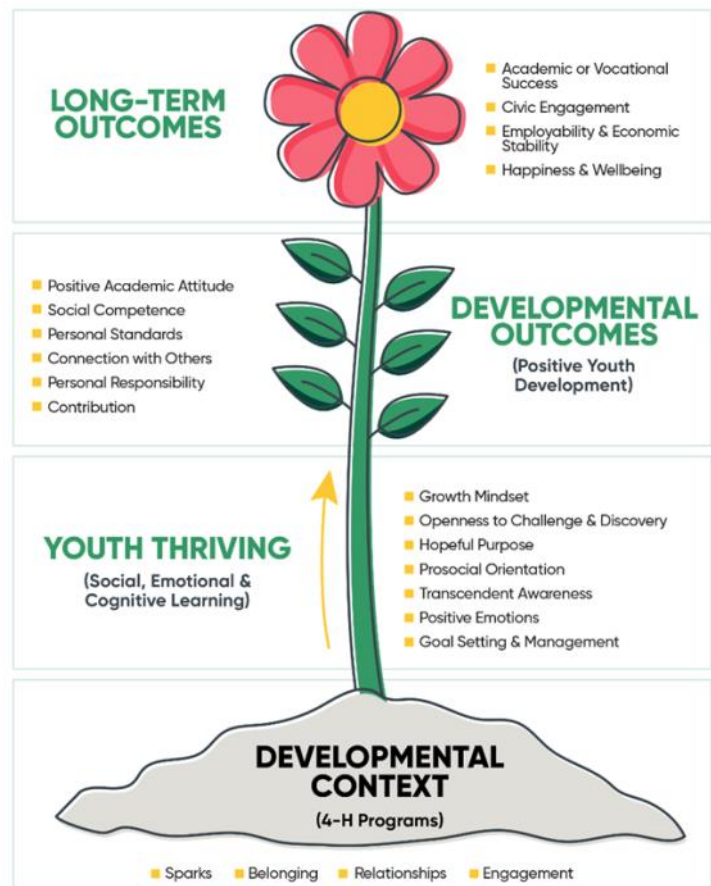 LONG-TERM
OUTCOMES
Academic or Vocational
Success
Civic Engagement
Employability & Economic
Stability
Happiness & Wellbeing
Positive Academic Attitude
Social Competence
Personal Standards
Connection with Others
Personal Responsibility
Contribution
DEVELOPMENTAL
OUTCOMES
(Positive Youth
Development)
YOUTH THRIVING
(Social, Emotional &
Cognitive Learning)
Growth Mindset
Openness to Challenge & Discovery
Hopeful Purpose
Prosocial Orientation
Transcendent Awareness
Positive Emotions
Goal Setting & Management
DEVELOPMENTAL
CONTEXT
(4-H Programs)
Sparks Belonging Relationships Engagement